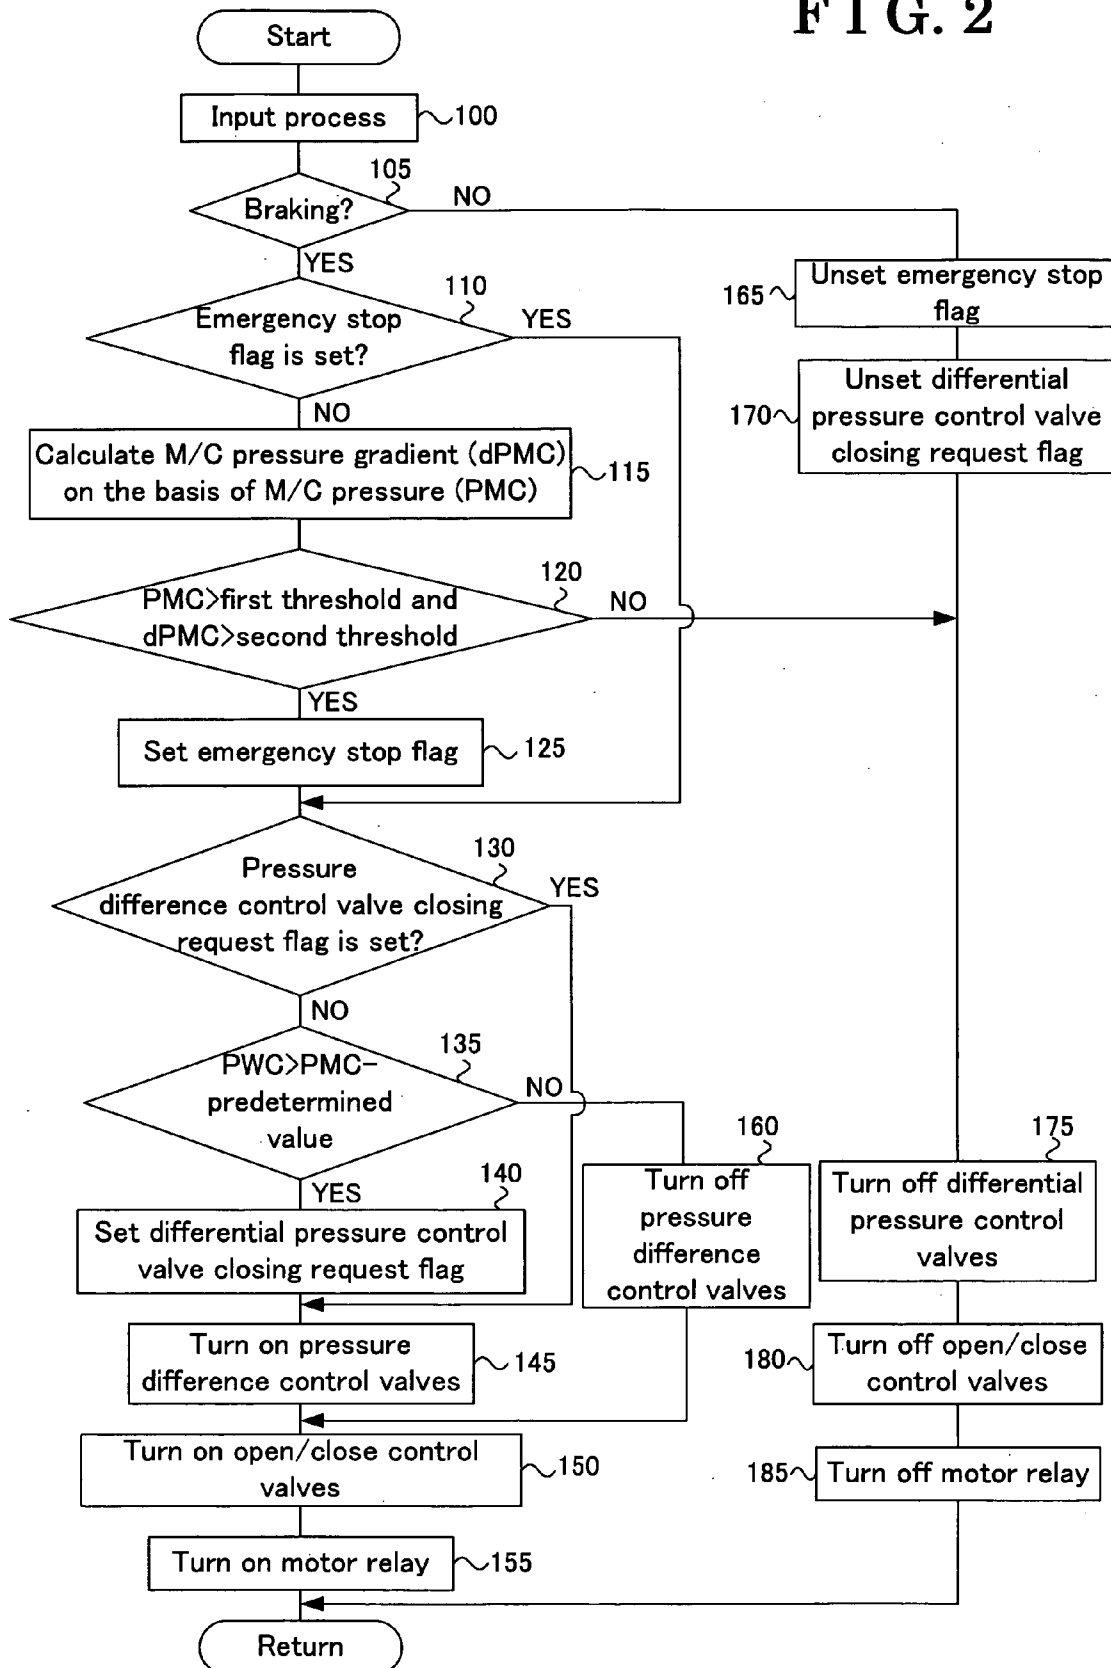 FIG. 2
Start
Input process
100
105
Braking?
NO
YES
110
Emergency stop
flag is set?
YES
NO
165
Unset emergency stop
flag
170
Unset differential
pressure control valve
closing request flag
Calculate M/C pressure gradient (dPMC)
on the basis of M/C pressure (PMC)
115
120
PMC>first threshold and
dPMC>second threshold
NO
YES
Set emergency stop flag
125
130
Pressure
difference control valve closing
request flag is set?
YES
NO
135
PWC>PMC-
predetermined
value
NO
YES
140
Set differential pressure control
valve closing request flag
160
Turn off
pressure
difference
control valves
175
Turn off differential
pressure control
valves
Turn on pressure
difference control valves
145
180
Turn off open/close
control valves
Turn on open/close control
valves
150
185
Turn off motor relay
Turn on motor relay
155
Return